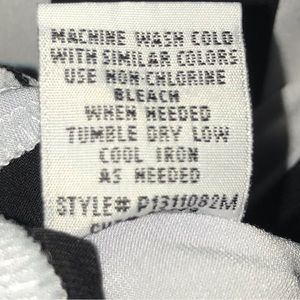 MACHINE WASH COLD
WITH SIMILAR COLORS
USE NON-CHLORINE
BLEACH
WHEN NEEDED
TUMBLE DRY LOW
COOL IRON
AS NEEDED
STYLE# P1311082M